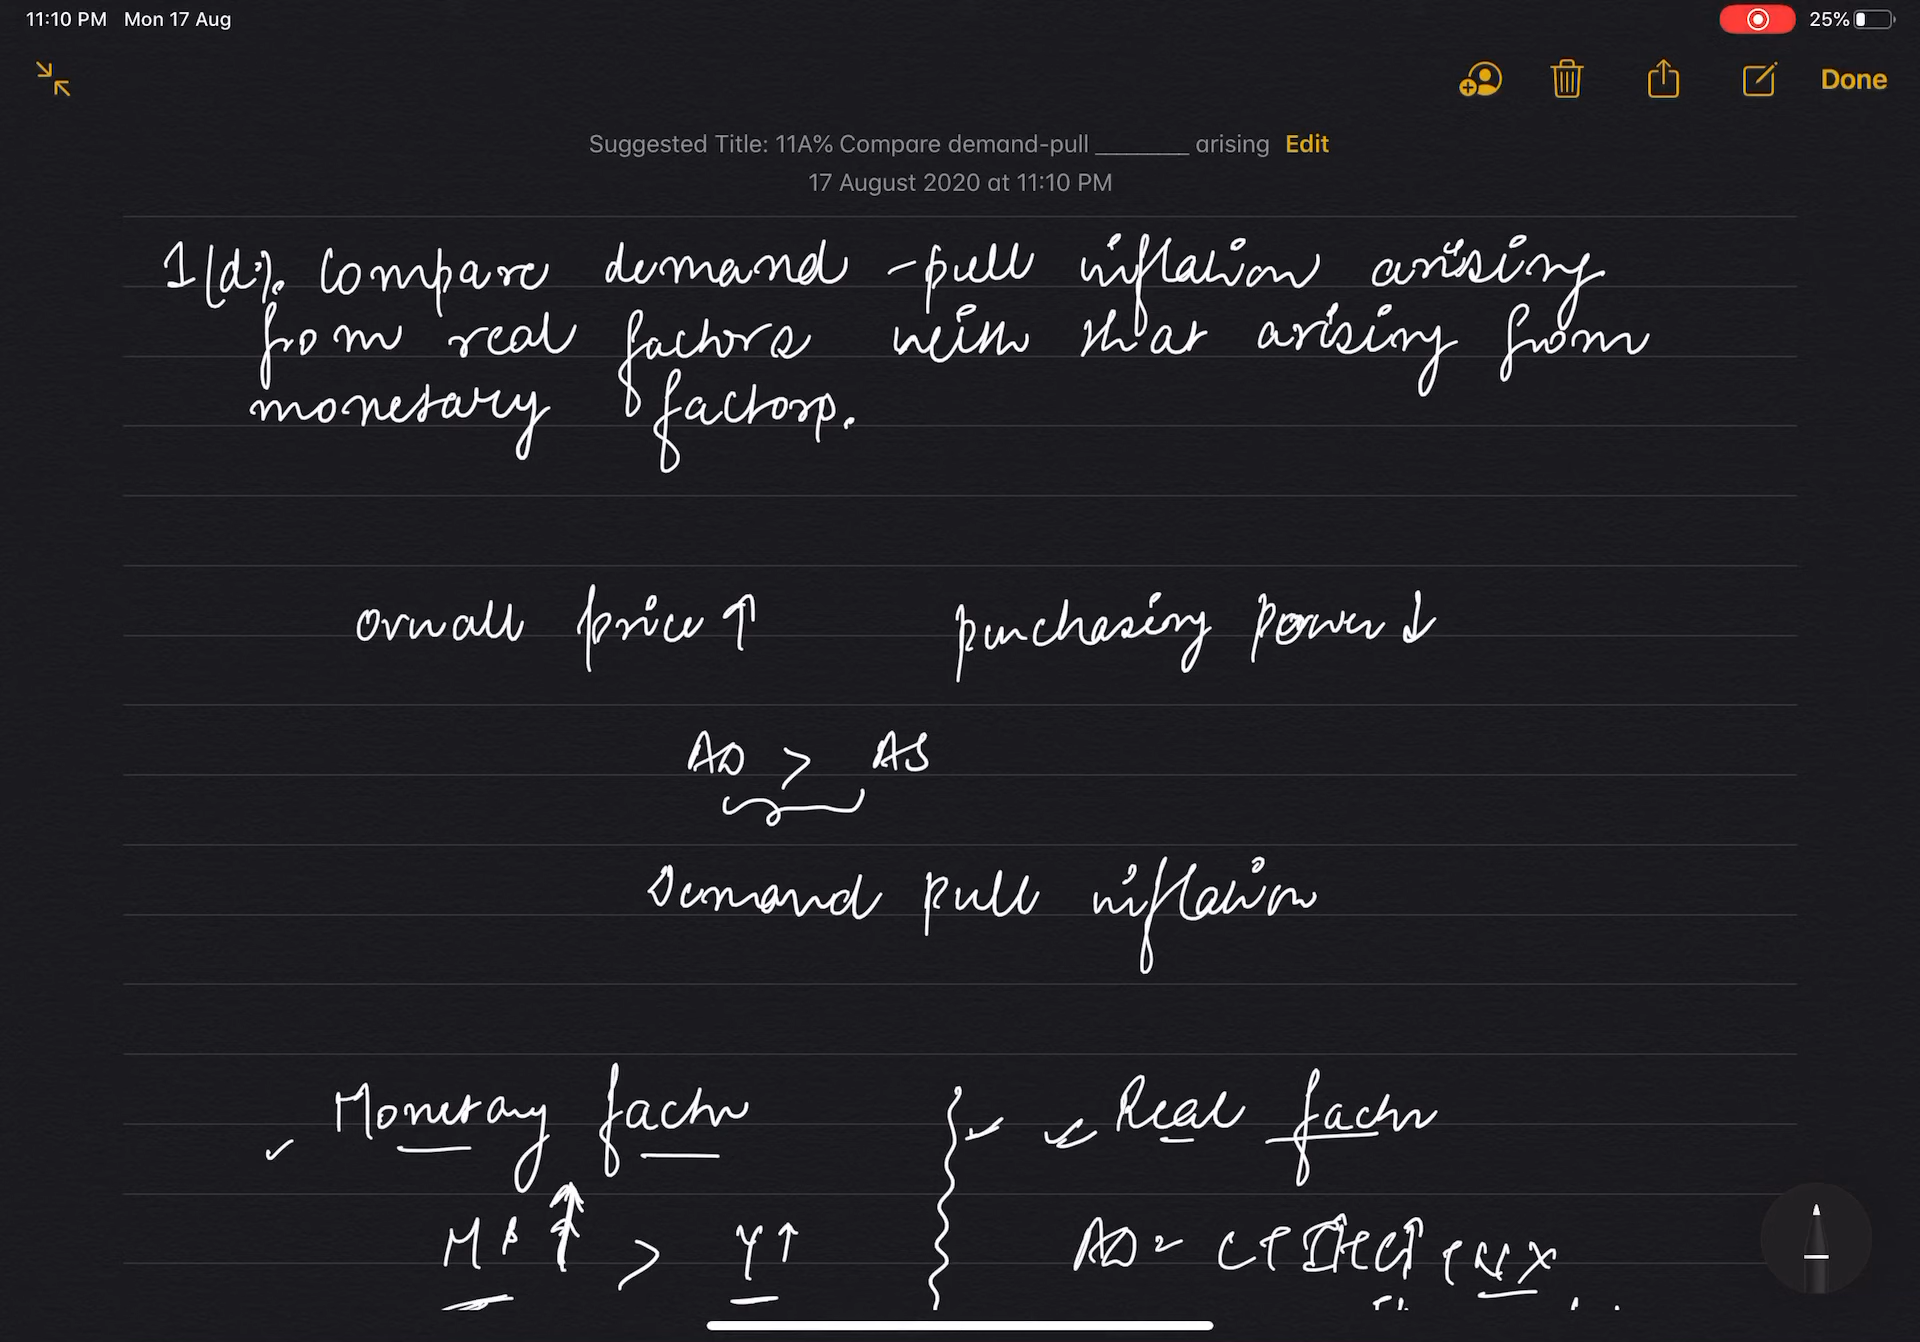 11:10 PM Mon 17 Aug
25%
Done
Suggested Title: 11A% Compare demand-pull ________ arising Edit
17 August 2020 at 11:10 PM
1(d). Compare demand-pull inflation arising
from real factors with that arising from
monetary factors.
overall price ↑ purchasing power ↓
AD > AS
Demand pull inflation
Monetary factor Real factor
MS ↑ > Y ↑ AD = C+I+G+NX